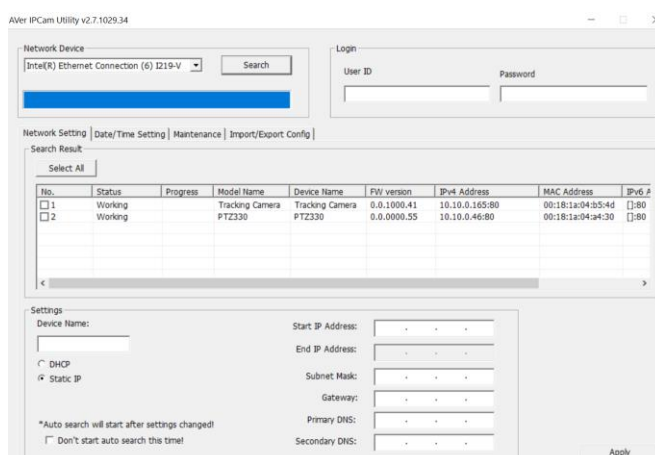 AVer IPCam Utility v2.7.1029.34
Network Device
Intel(R) Ethernet Connection (6) I219-V
Search
Login
User ID
Password
Network Setting Date/Time Setting Maintenance Import/Export Config
Search Result
Select All
No. Status Progress Model Name Device Name FW version IPv4 Address MAC Address IPv6 A
1 Working Tracking Camera Tracking Camera 0.0.1000.41 10.10.0.165:80 00:18:1a:04:b5:4d []:80
2 Working PTZ330 PTZ330 0.0.0000.55 10.10.0.46:80 00:18:1a:04:a4:30 []:80
Settings
Device Name:
DHCP
Static IP
*Auto search will start after settings changed!
Don't start auto search this time!
Start IP Address:
End IP Address:
Subnet Mask:
Gateway:
Primary DNS:
Secondary DNS:
Apply